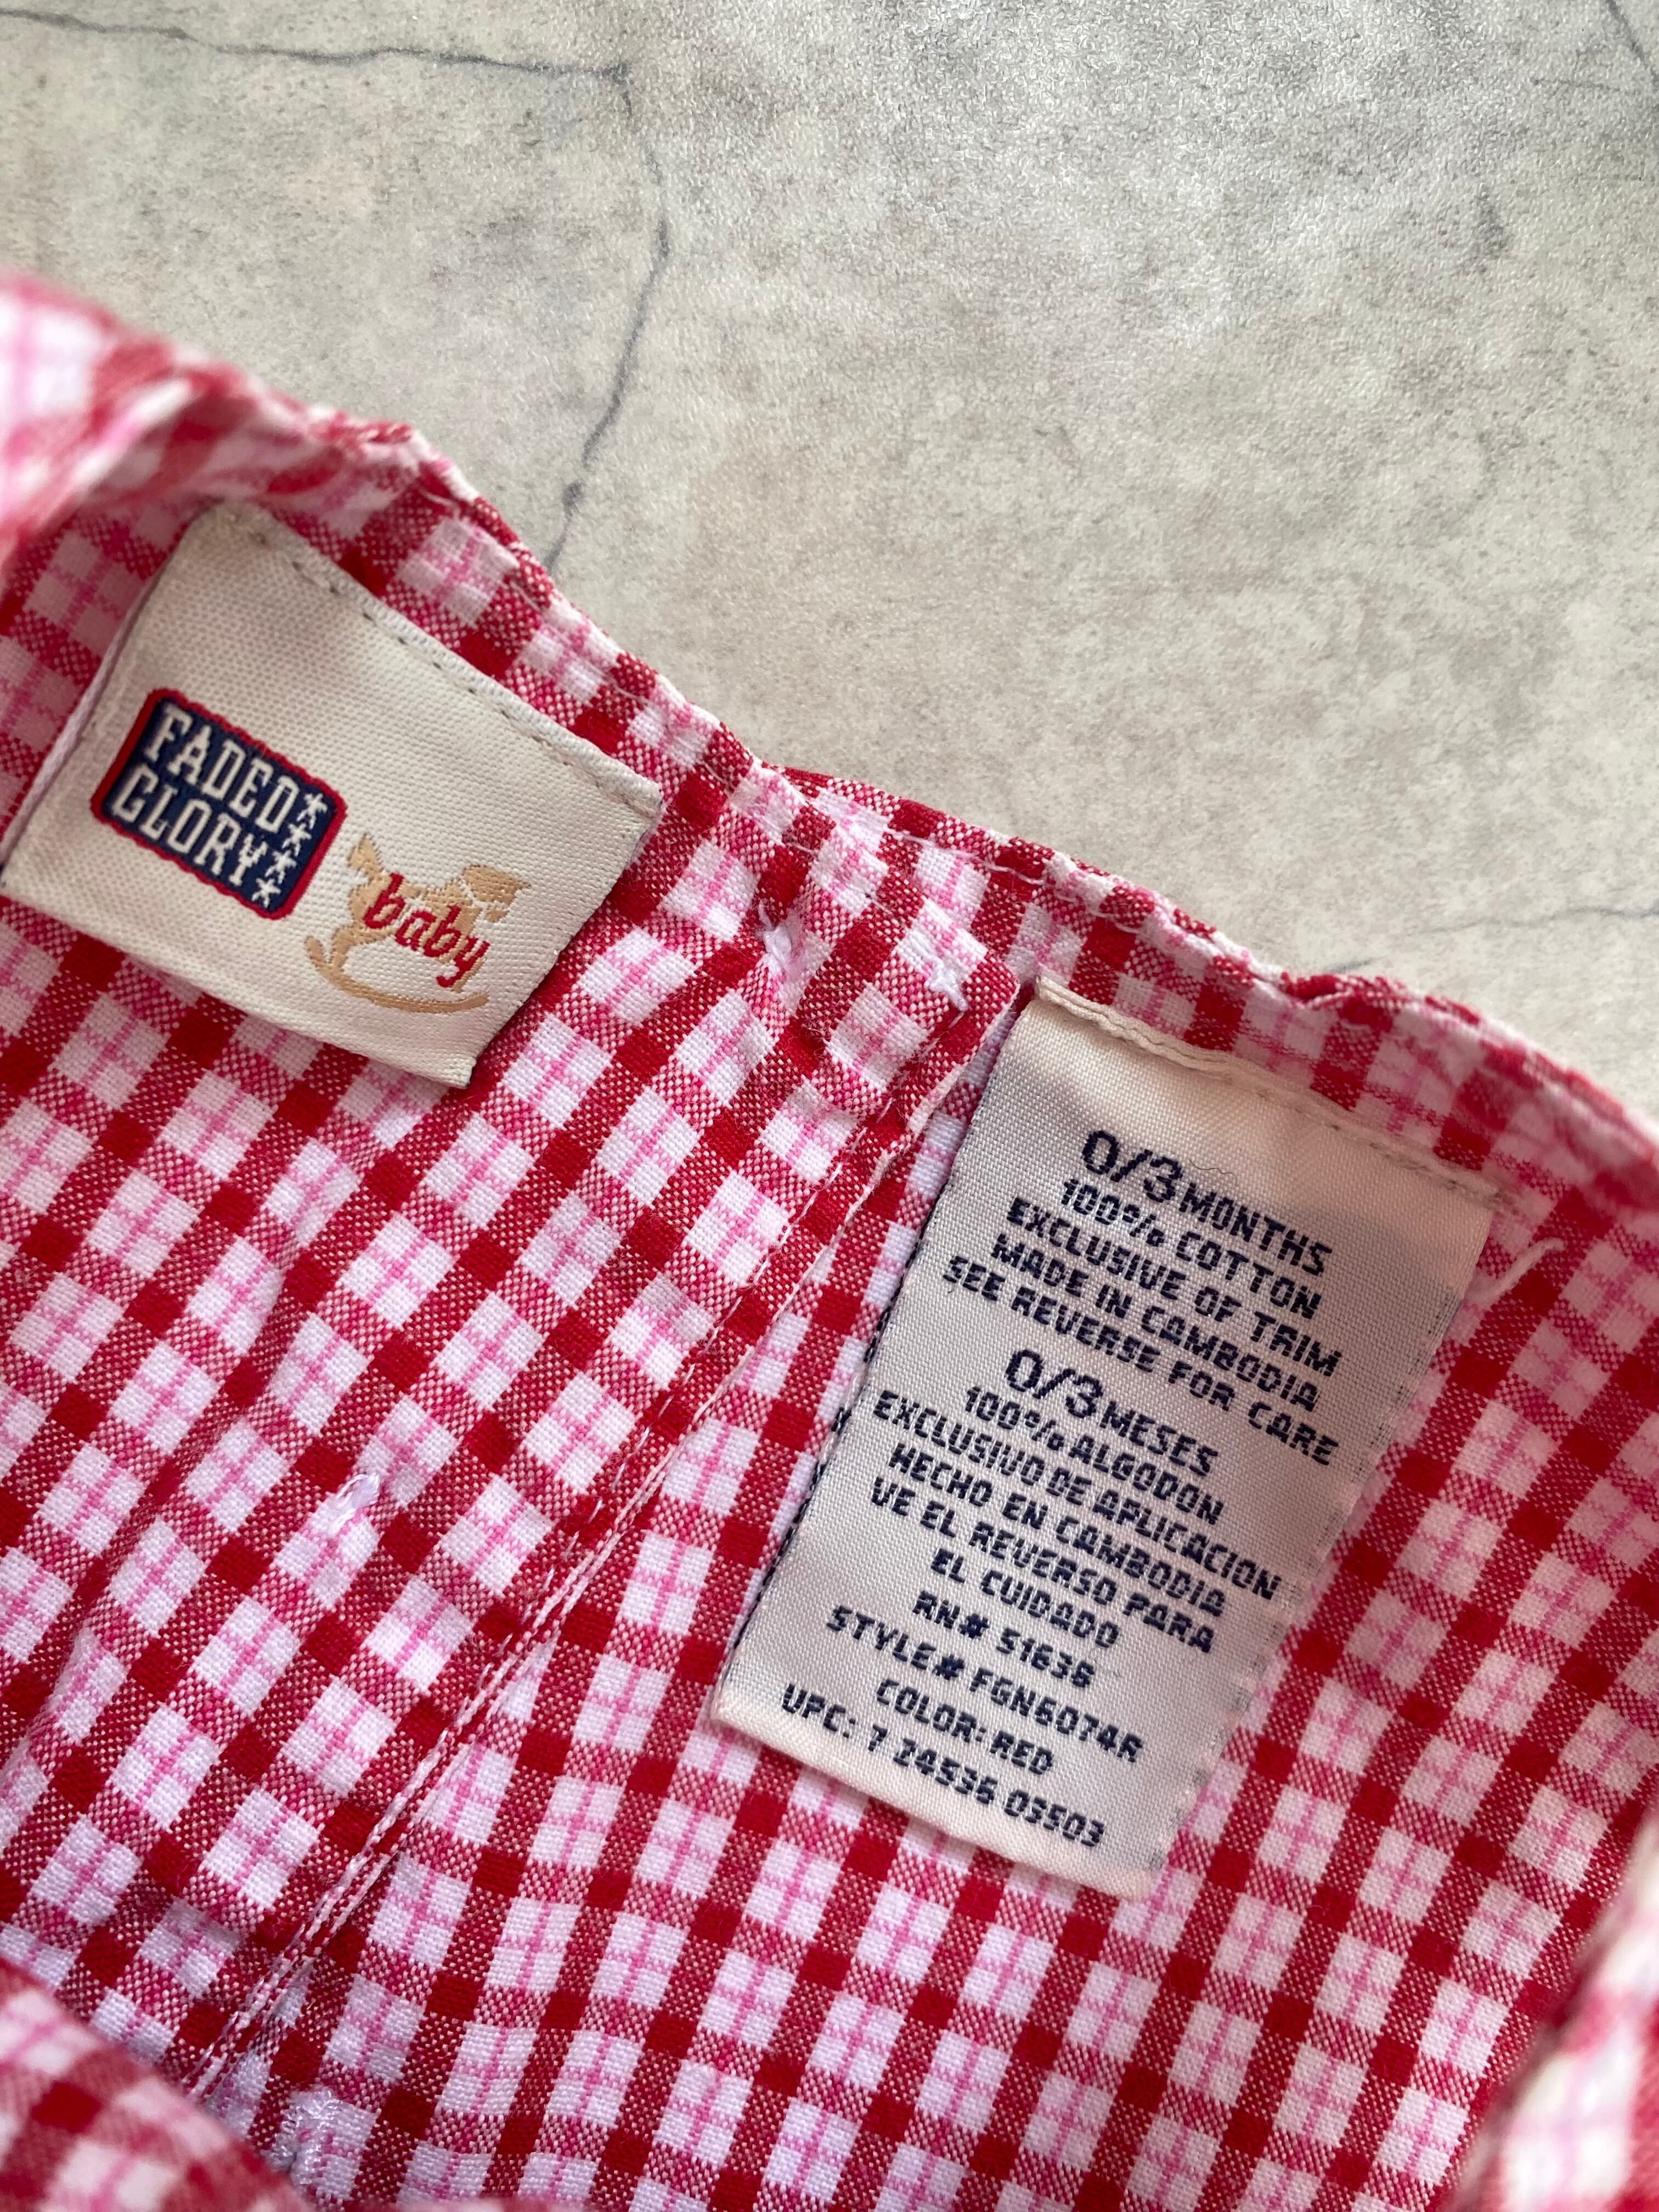 FADED
GLORY
baby
0/3 MONTHS
100% COTTON
EXCLUSIVE OF TRIM
MADE IN CAMBODIA
SEE REVERSE FOR CARE
0/3 MESES
100% ALGODON
EXCLUSIVO DE APLICACION
HECHO EN CAMBODIA
VE EL REVERSO PARA
EL CUIDADO
RN# 51636
STYLE# FGN6074R
COLOR: RED
UPC: 7 24536 03503